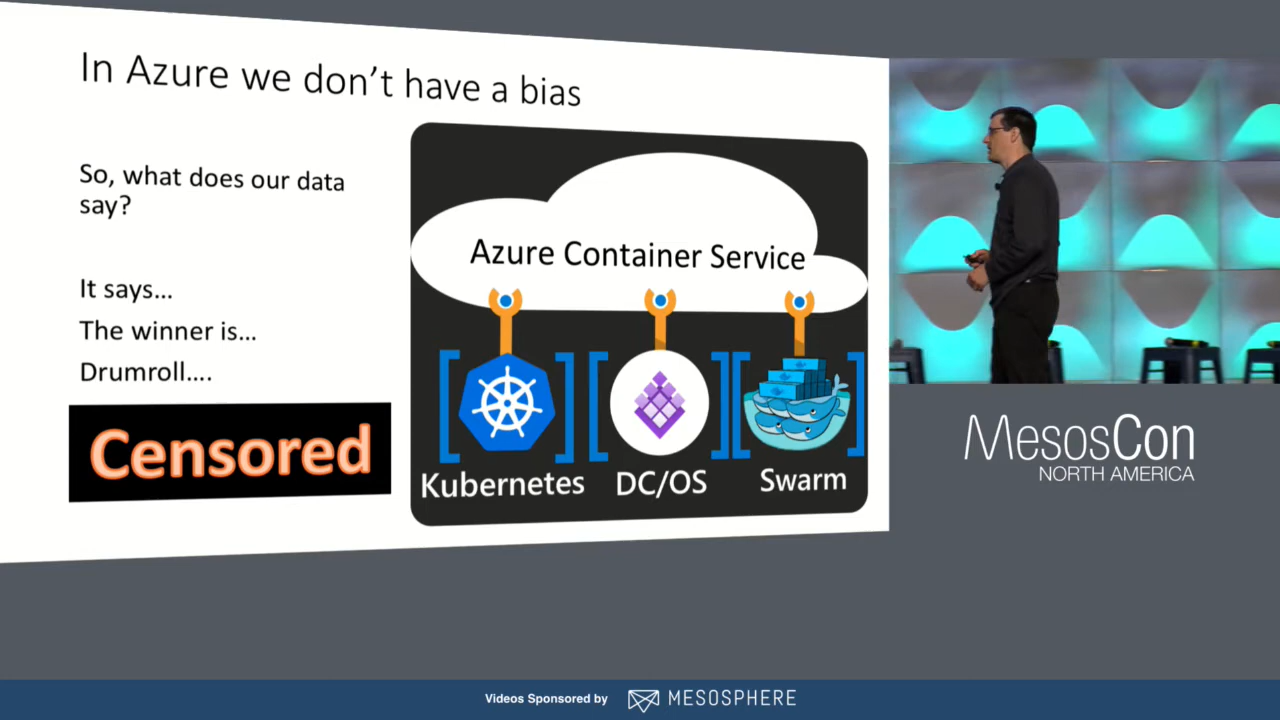 In Azure we don't have a bias
So, what does our data
say?
It says...
The winner is...
Drumroll....
Censored
Azure Container Service
Kubernetes
DC/OS
Swarm
MesosCon
NORTH AMERICA
Videos Sponsored by MESOSPHERE